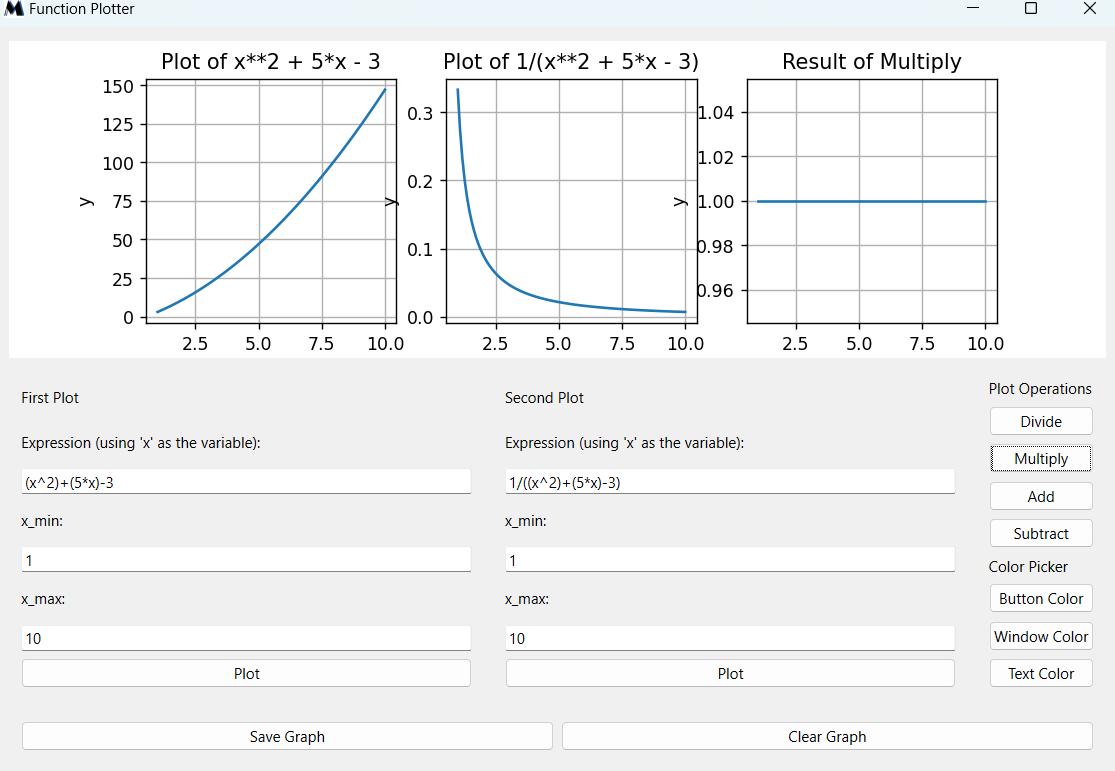 Function Plotter
Plot of x**2 + 5*x - 3
Plot of 1/(x**2 + 5*x - 3)
Result of Multiply
150
125
100
75
50
25
0
y
2.5 5.0 7.5 10.0
0.3
0.2
0.1
0.0
y
2.5 5.0 7.5 10.0
1.04
1.02
1.00
0.98
0.96
y
2.5 5.0 7.5 10.0
First Plot
Expression (using 'x' as the variable):
(x^2)+(5*x)-3
x_min:
1
x_max:
10
Plot
Second Plot
Expression (using 'x' as the variable):
1/((x^2)+(5*x)-3)
x_min:
1
x_max:
10
Plot
Plot Operations
Divide
Multiply
Add
Subtract
Color Picker
Button Color
Window Color
Text Color
Save Graph
Clear Graph